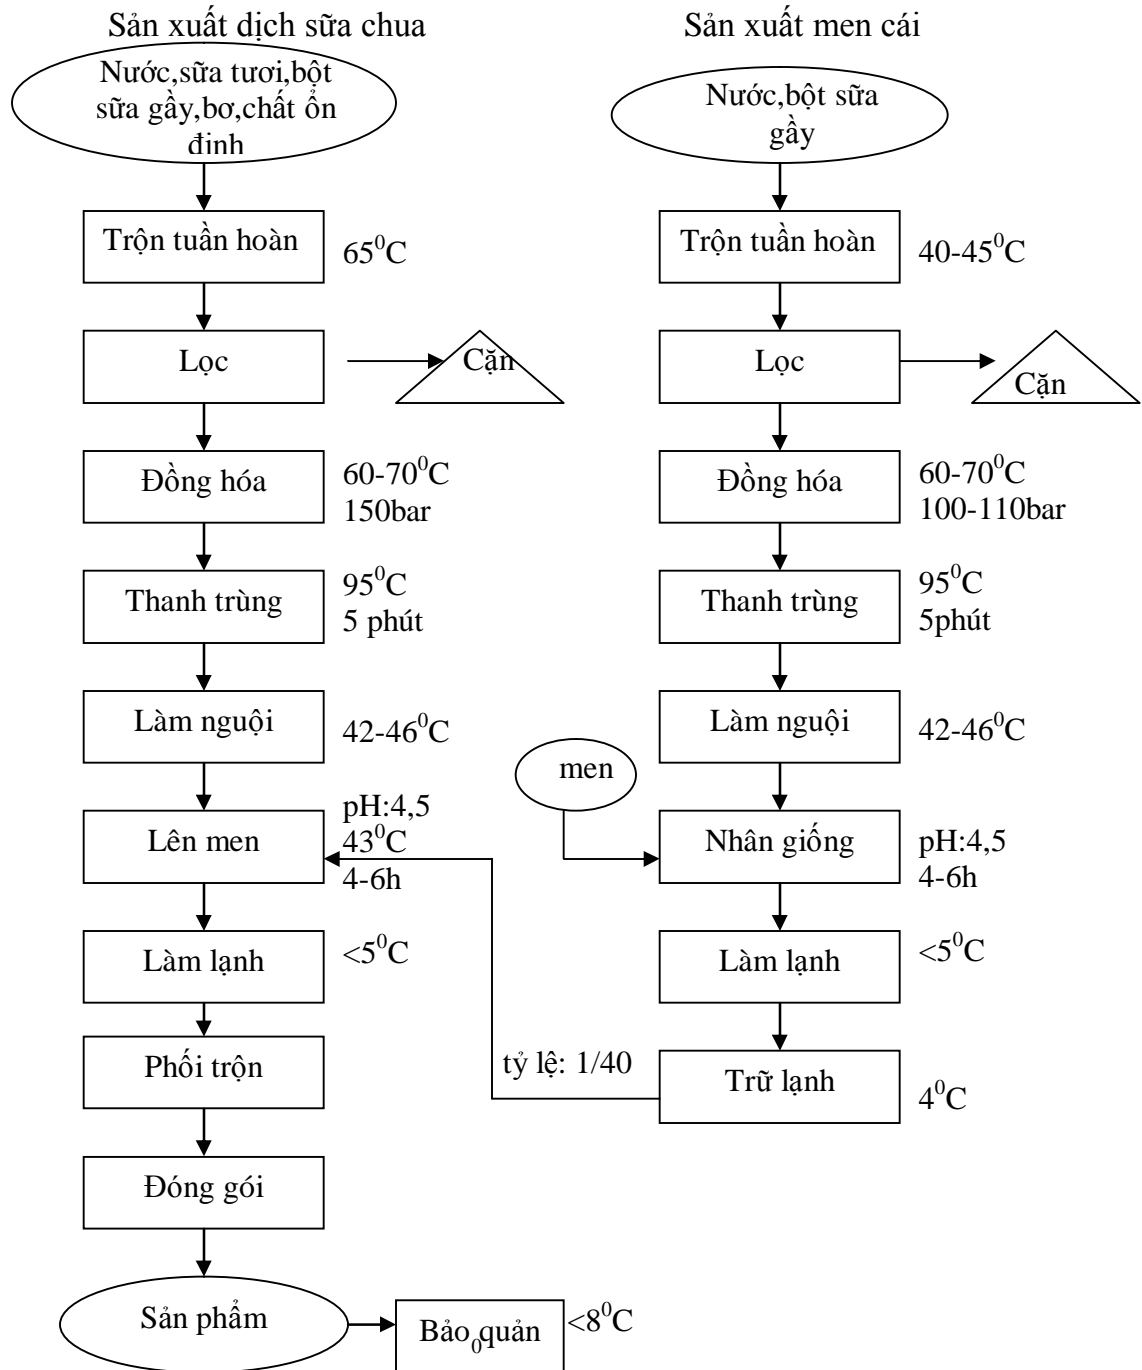 Sản xuất dịch sữa chua
Nước,sữa tươi,bột
sữa gầy,bơ,chất ổn
định
Trộn tuần hoàn
65⁰C
Lọc
Cặn
Đồng hóa
60-70⁰C
150bar
Thanh trùng
95⁰C
5 phút
Làm nguội
42-46⁰C
Lên men
pH:4,5
43⁰C
4-6h
Làm lạnh
<5⁰C
Phối trộn
Đóng gói
Sản phẩm
Bảo₀quản
<8⁰C
Sản xuất men cái
Nước,bột sữa
gầy
Trộn tuần hoàn
40-45⁰C
Lọc
Cặn
Đồng hóa
60-70⁰C
100-110bar
Thanh trùng
95⁰C
5phút
Làm nguội
42-46⁰C
men
Nhân giống
pH:4,5
4-6h
Làm lạnh
<5⁰C
tỷ lệ: 1/40
Trữ lạnh
4⁰C